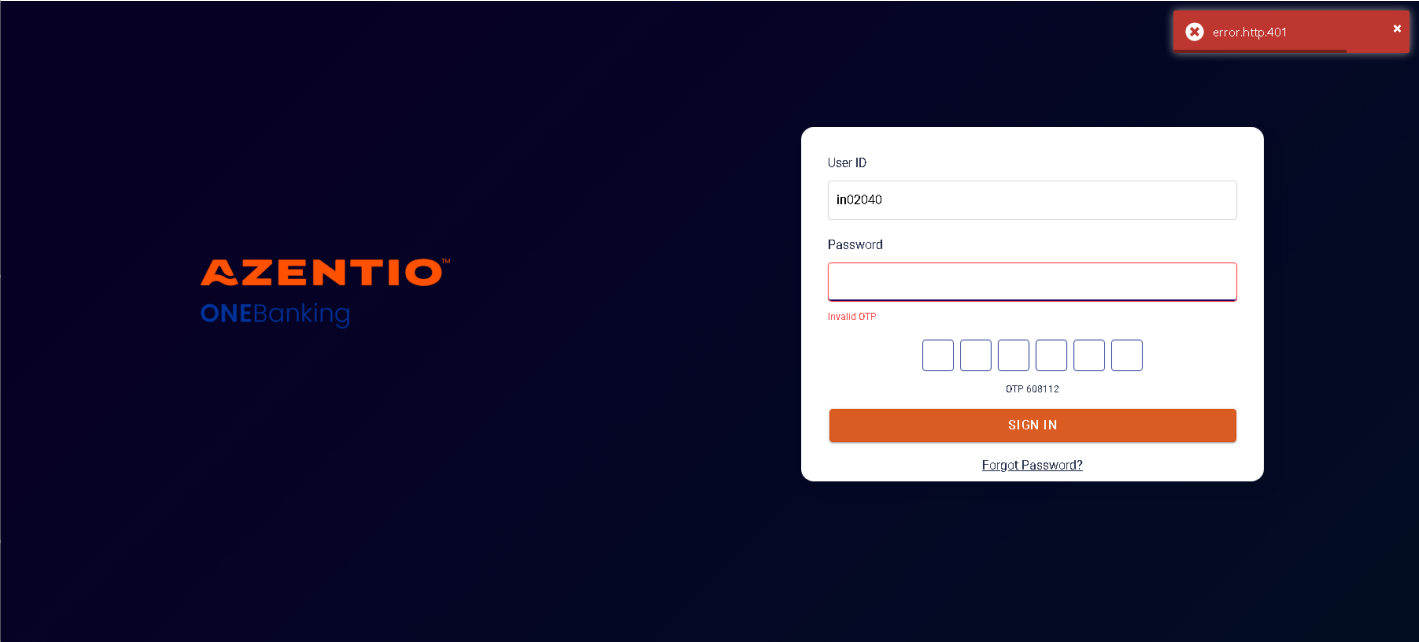 error.http.401
×
User ID
in02040
Password
AZENTIO™
ONEBanking
Invalid OTP
OTP 608112
SIGN IN
Forgot Password?